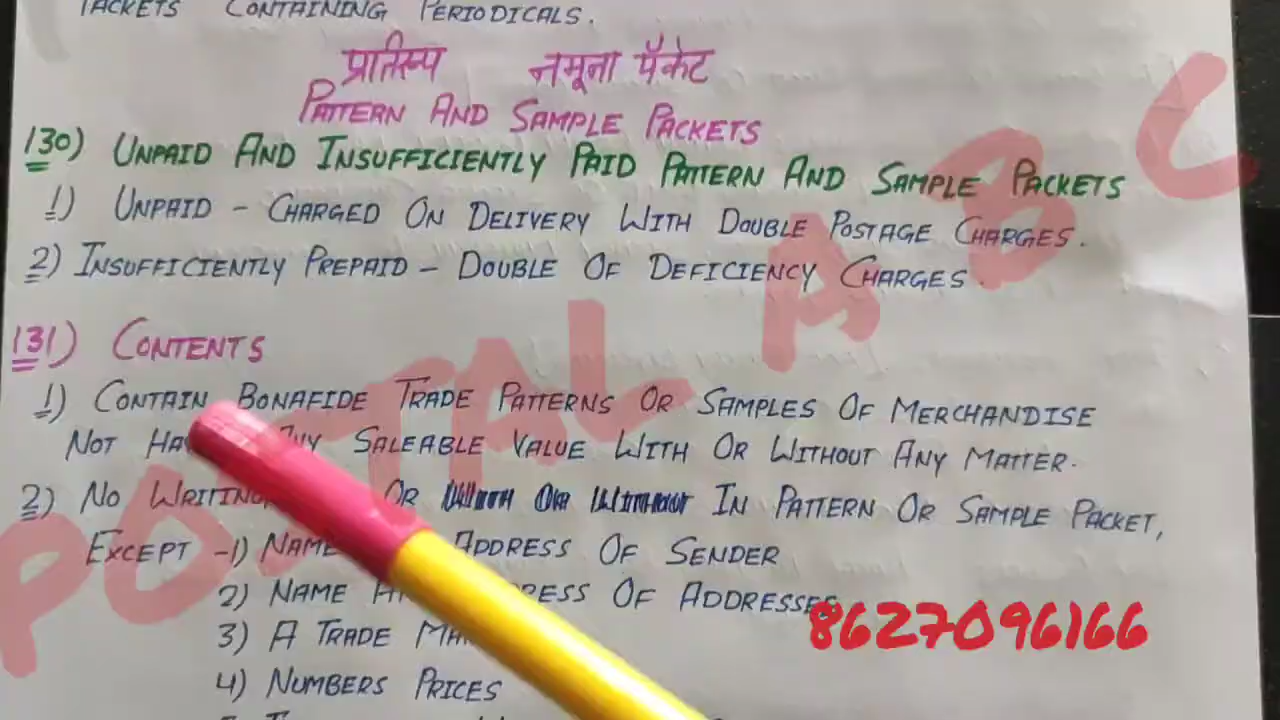 PACKETS CONTAINING PERIODICALS.
प्रतिरूप नमूना पॅकेट
PATTERN AND SAMPLE PACKETS
130) UNPAID AND INSUFFICIENTLY PAID PATTERN AND SAMPLE PACKETS
1) UNPAID - CHARGED ON DELIVERY WITH DOUBLE POSTAGE CHARGES.
2) INSUFFICIENTLY PREPAID - DOUBLE OF DEFICIENCY CHARGES.
131) CONTENTS
1) CONTAIN BONAFIDE TRADE PATTERNS OR SAMPLES OF MERCHANDISE
NOT SALEABLE VALUE WITH OR WITHOUT ANY MATTER.
2) NO OR IN PATTERN OR SAMPLE PACKET,
EXCEPT -1) NAME ADDRESS OF SENDER
2) NAME OF ADDRESSES
3) A TRADE
4) NUMBERS PRICES
POSTAL ABC
8627096166